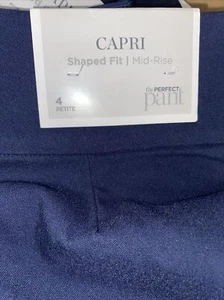 CAPRI
Shaped Fit | Mid-Rise
4
PETITE
the PERFECT
pant